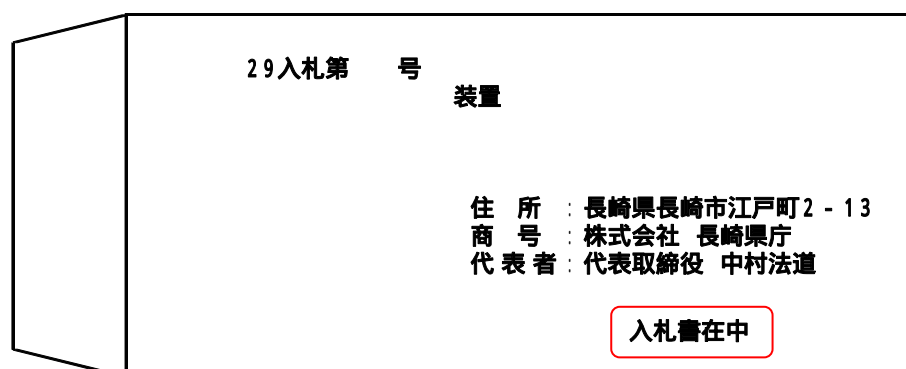 29入札第　　号
装置
住　所　：長崎県長崎市江戸町2－13
商　号　：株式会社　長崎県庁
代表者：代表取締役　中村法道
入札書在中